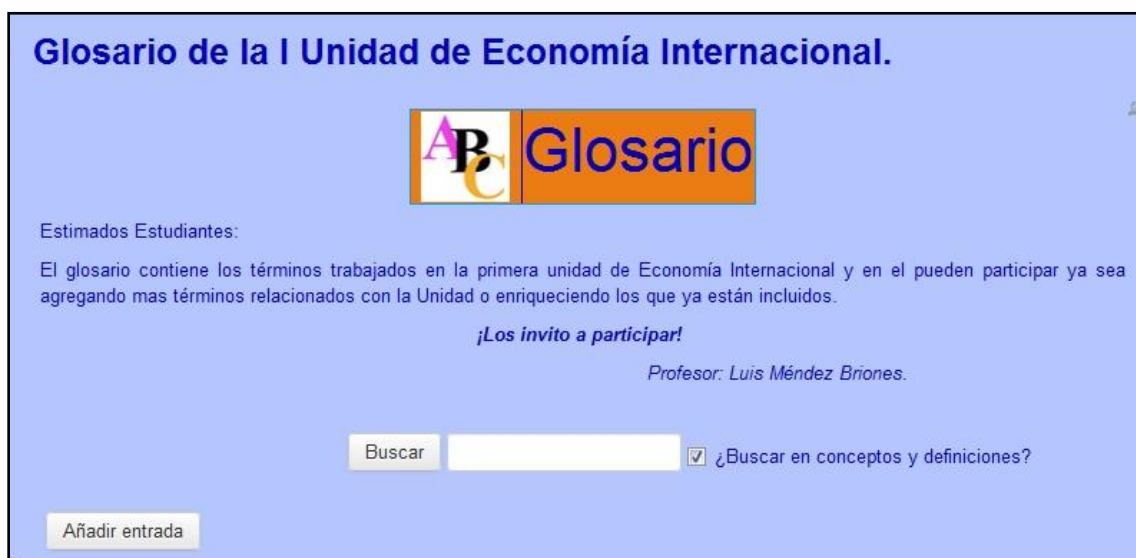 Glosario de la I Unidad de Economía Internacional.
ABC Glosario
Estimados Estudiantes:
El glosario contiene los términos trabajados en la primera unidad de Economía Internacional y en el pueden participar ya sea
agregando mas términos relacionados con la Unidad o enriqueciendo los que ya están incluidos.
¡Los invito a participar!
Profesor: Luis Méndez Briones.
Buscar ¿Buscar en conceptos y definiciones?
Añadir entrada